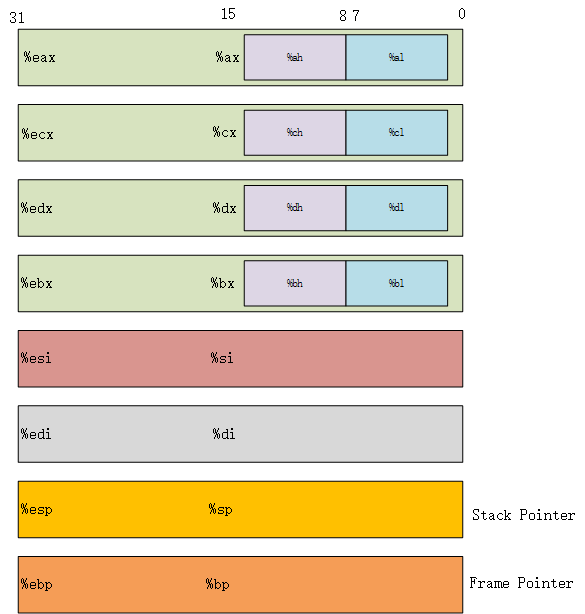 31 15 8 7 0
%eax %ax %ah %al
%ecx %cx %ch %cl
%edx %dx %dh %dl
%ebx %bx %bh %bl
%esi %si
%edi %di
%esp %sp Stack Pointer
%ebp %bp Frame Pointer